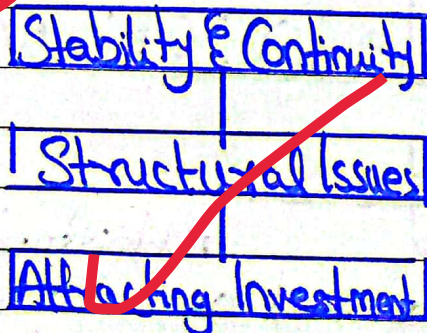 Stability & Continuity
Structural Issues
Attracting Investment